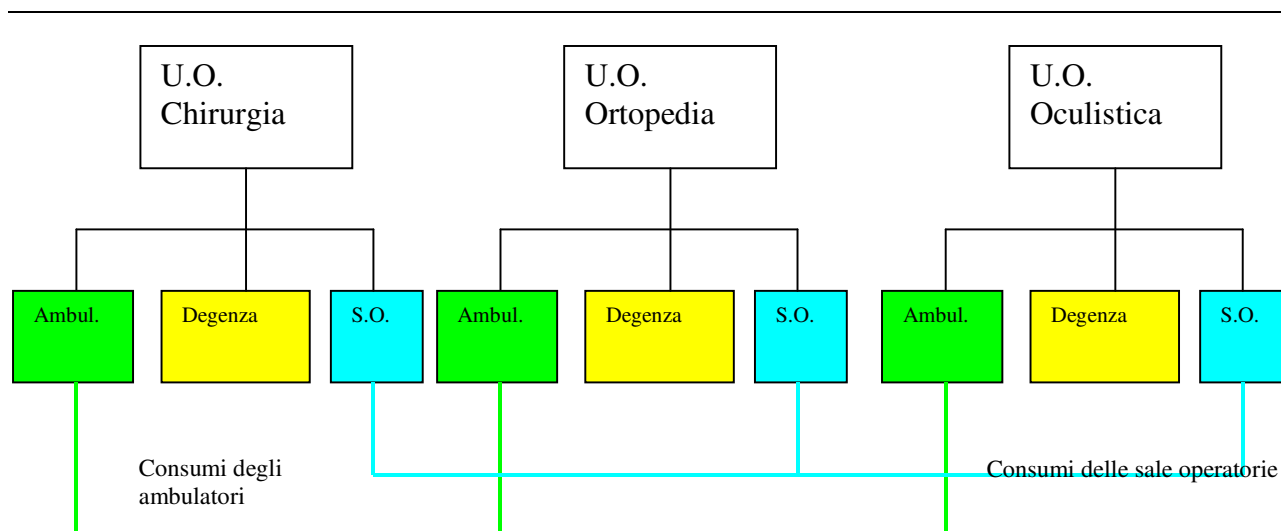 U.O.
Chirurgia
U.O.
Ortopedia
U.O.
Oculistica
Ambul.
Degenza
S.O.
Ambul.
Degenza
S.O.
Ambul.
Degenza
S.O.
Consumi degli
ambulatori
Consumi delle sale operatorie